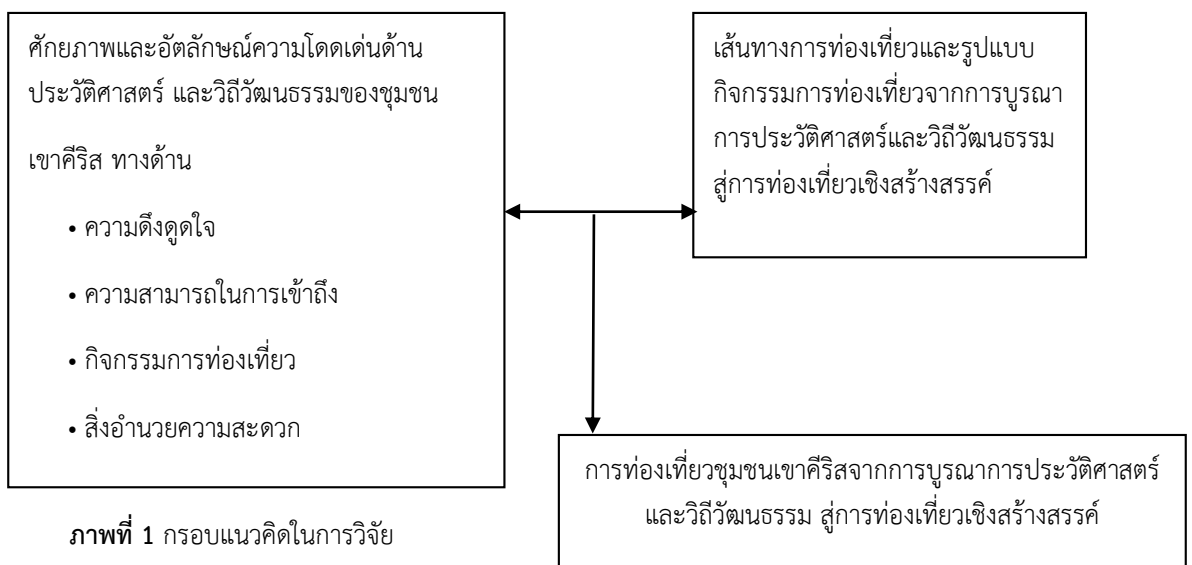 ศักยภาพและอัตลักษณ์ความโดดเด่นด้าน
ประวัติศาสตร์ และวิถีวัฒนธรรมของชุมชน
เขาคีริส ทางด้าน
• ความดึงดูดใจ
• ความสามารถในการเข้าถึง
• กิจกรรมการท่องเที่ยว
• สิ่งอำนวยความสะดวก
เส้นทางการท่องเที่ยวและรูปแบบ
กิจกรรมการท่องเที่ยวจากการบูรณา
การประวัติศาสตร์และวิถีวัฒนธรรม
สู่การท่องเที่ยวเชิงสร้างสรรค์
การท่องเที่ยวชุมชนเขาคีริสจากการบูรณาการประวัติศาสตร์
และวิถีวัฒนธรรม สู่การท่องเที่ยวเชิงสร้างสรรค์
ภาพที่ 1 กรอบแนวคิดในการวิจัย